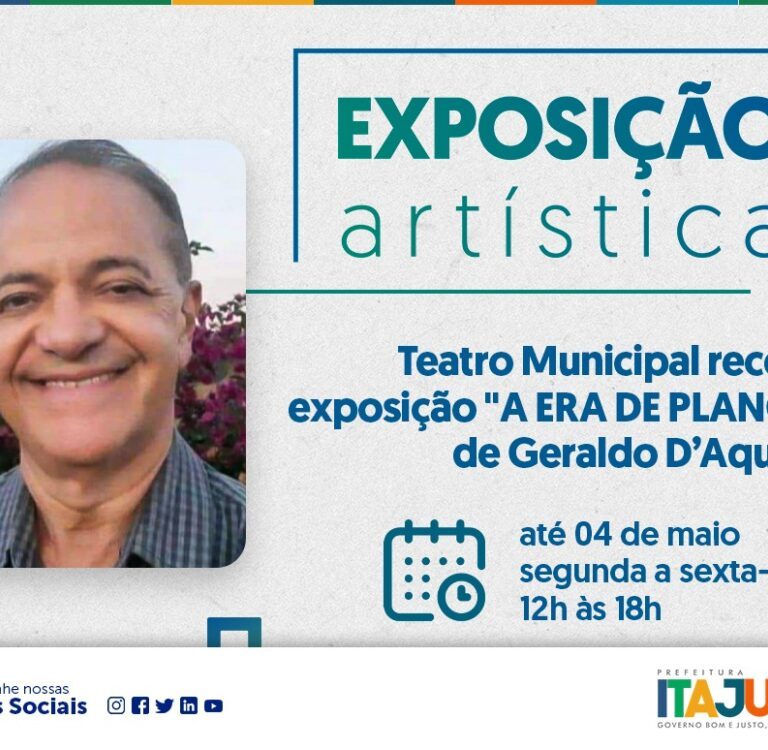 EXPOSIÇÃO
artística
Teatro Municipal rece
exposição "A ERA DE PLAN
de Geraldo D’Aqu
até 04 de maio
segunda a sexta-
12h às 18h
he nossas
s Sociais
PREFEITURA
ITAJU
GOVERNO BOM E JUSTO,